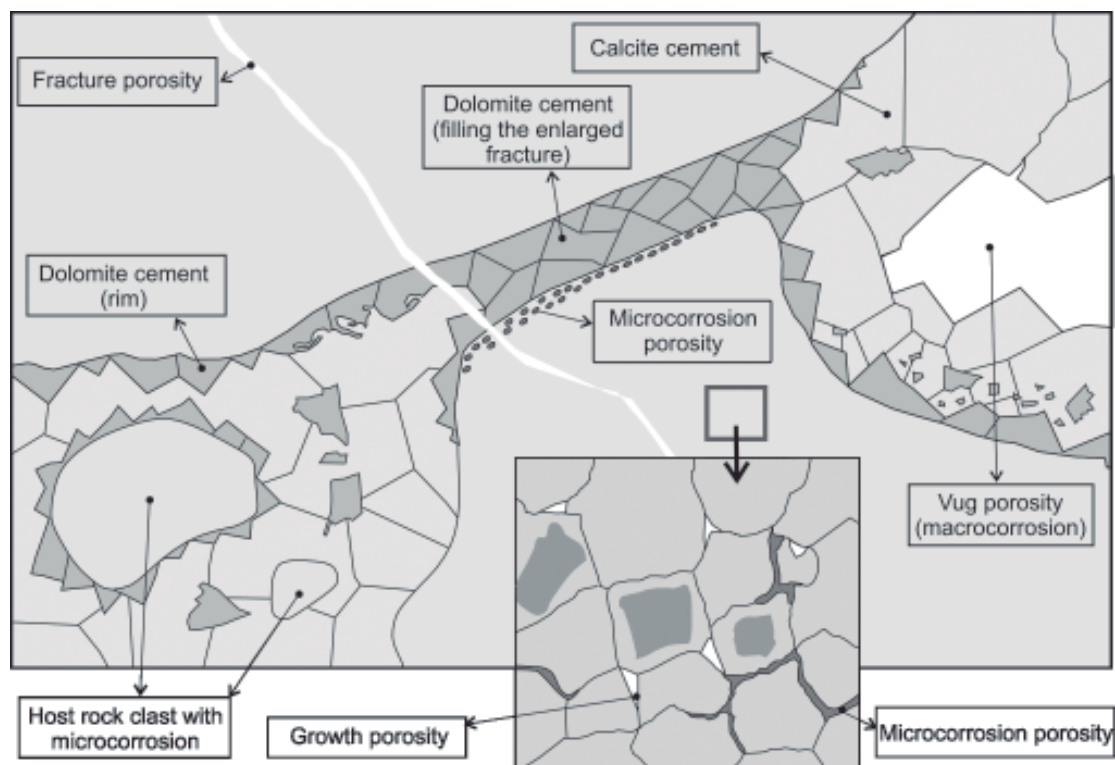 Calcite cement
Fracture porosity
Dolomite cement
(filling the enlarged
fracture)
Dolomite cement
(rim)
Microcorrosion
porosity
Vug porosity
(macrocorrosion)
Host rock clast with
microcorrosion
Growth porosity
Microcorrosion porosity